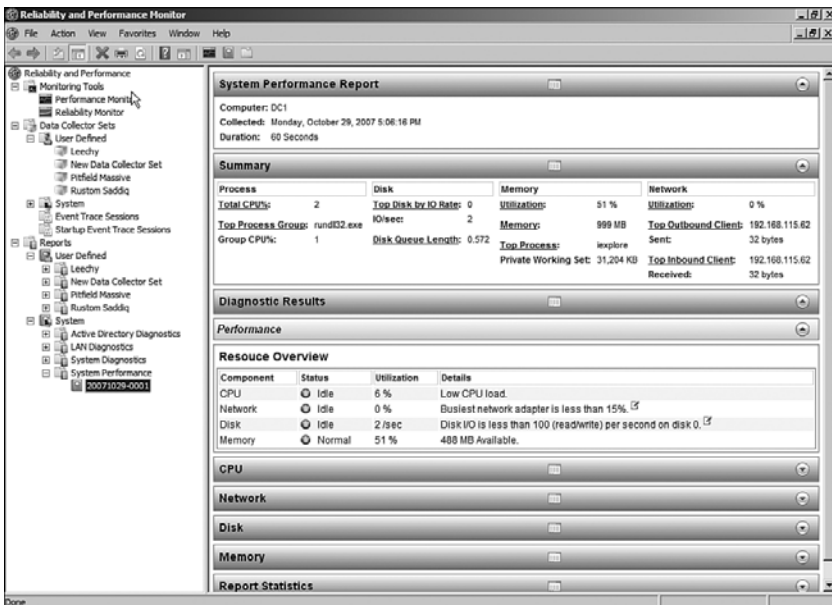 Reliability and Performance Monitor
File Action View Favorites Window Help
Reliability and Performance
Monitoring Tools
Performance Monitor
Reliability Monitor
Data Collector Sets
User Defined
Leechy
New Data Collector Set
Pitfield Massive
Rustom Saddiq
System
Event Trace Sessions
Startup Event Trace Sessions
Reports
User Defined
Leechy
New Data Collector Set
Pitfield Massive
Rustom Saddiq
System
Active Directory Diagnostics
LAN Diagnostics
System Diagnostics
System Performance
20071029-0001
System Performance Report
Computer: DC1
Collected: Monday, October 29, 2007 5:06:16 PM
Duration: 60 Seconds
Summary
Process Disk Memory Network
Total CPU%: 2 Top Disk by IO Rate: 0 Utilization: 51 % Utilization: 0 %
Top Process Group: rundll32.exe IO/sec: 2 Memory: 999 MB Top Outbound Client: 192.168.115.62
Group CPU%: 1 Disk Queue Length: 0.572 Top Process: iexplore Sent: 32 bytes
Private Working Set: 31,204 KB Top Inbound Client: 192.168.115.62
Received: 32 bytes
Diagnostic Results
Performance
Resouce Overview
Component Status Utilization Details
CPU Idle 6 % Low CPU load.
Network Idle 0 % Busiest network adapter is less than 15%.
Disk Idle 2 /sec Disk I/O is less than 100 (read/write) per second on disk 0.
Memory Normal 51 % 488 MB Available.
CPU
Network
Disk
Memory
Report Statistics
Done